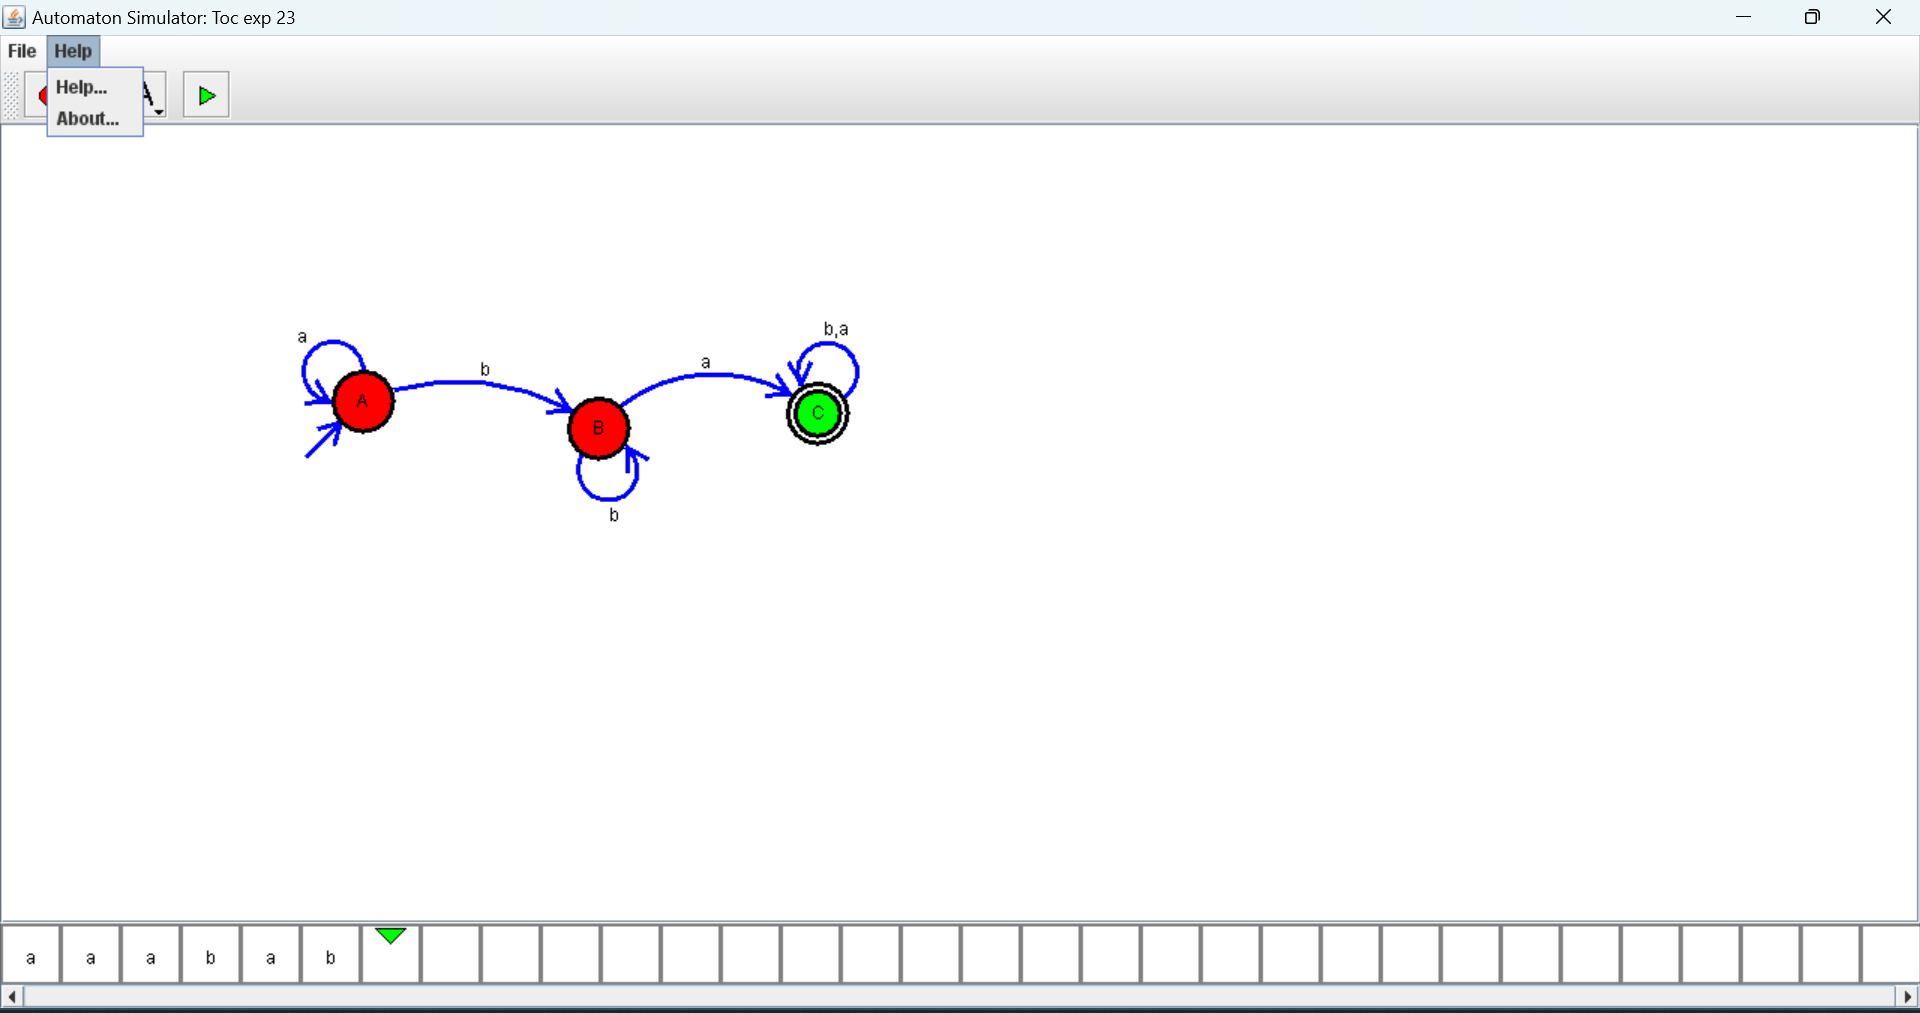 Automaton Simulator: Toc exp 23
File Help
Help...
About...
A
b,a
a
b
a
A
B
C
b
a a a b a b